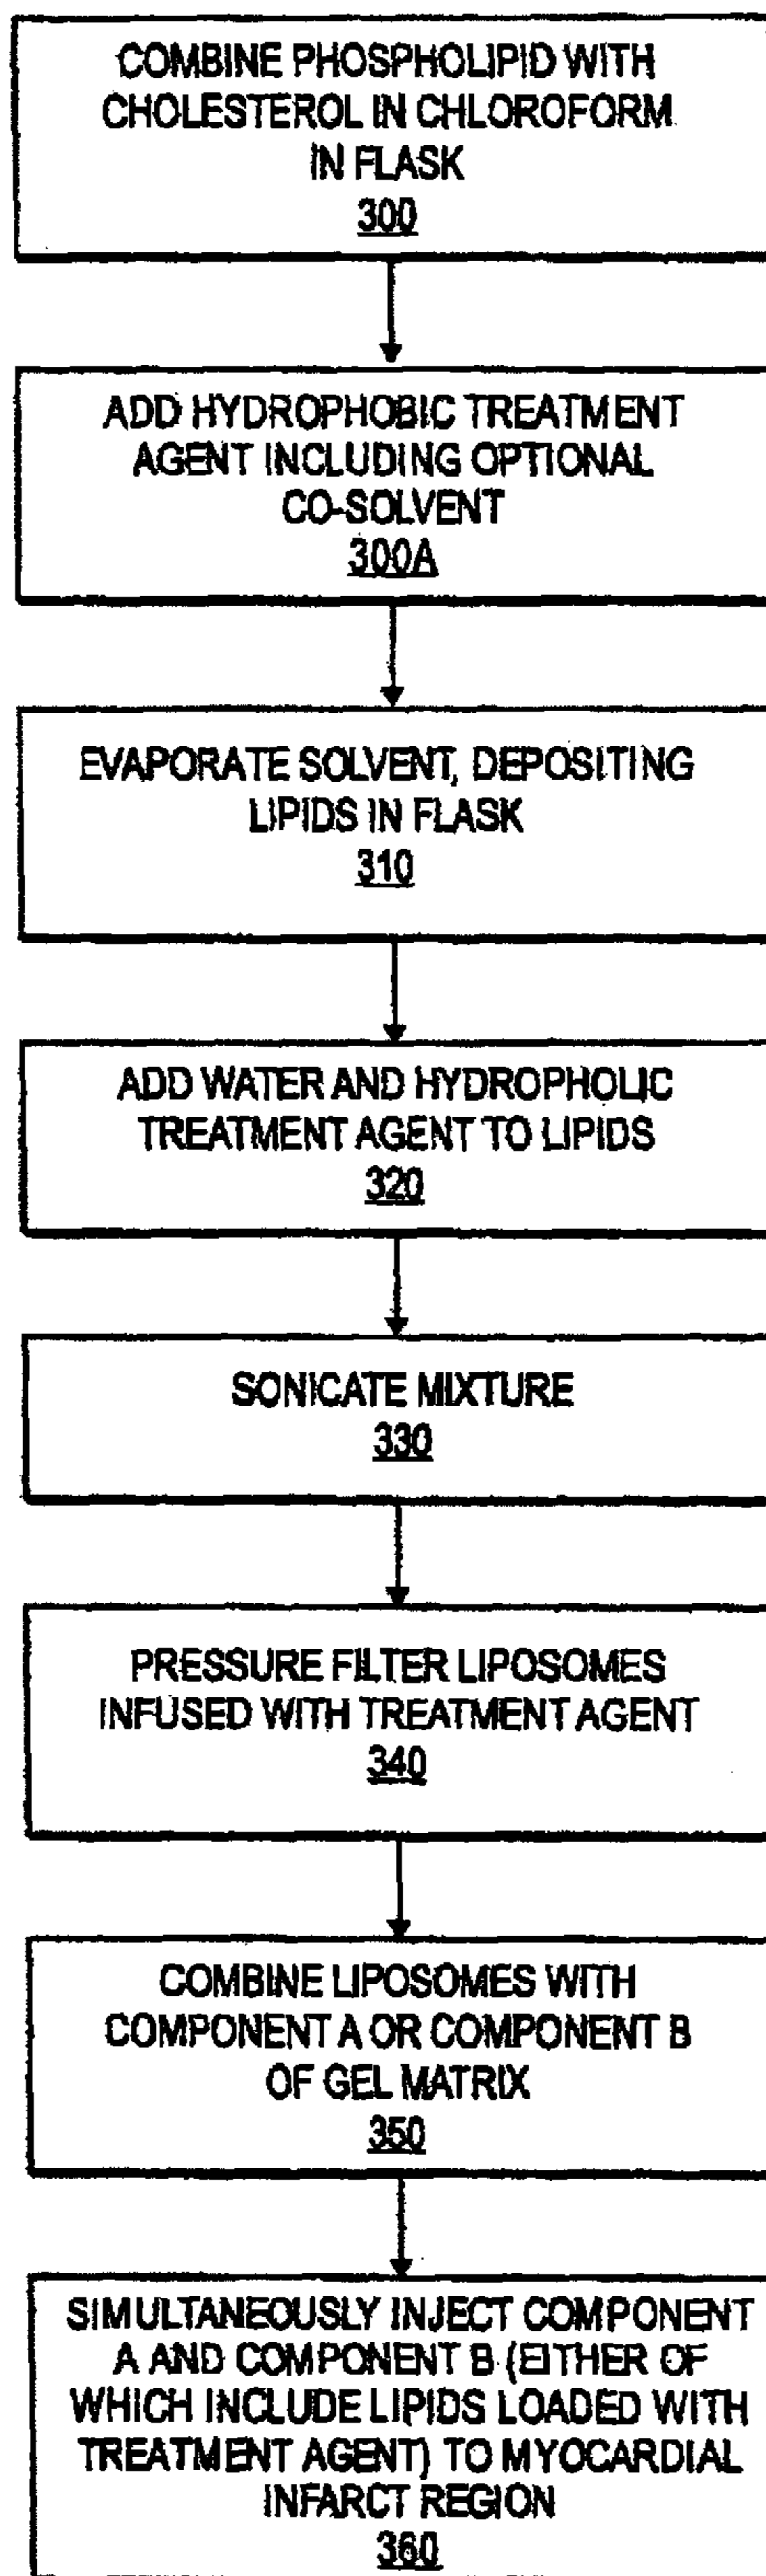 COMBINE PHOSPHOLIPID WITH
CHOLESTEROL IN CHLOROFORM
IN FLASK
300
ADD HYDROPHOBIC TREATMENT
AGENT INCLUDING OPTIONAL
CO-SOLVENT
300A
EVAPORATE SOLVENT, DEPOSITING
LIPIDS IN FLASK
310
ADD WATER AND HYDROPHOLIC
TREATMENT AGENT TO LIPIDS
320
SONICATE MIXTURE
330
PRESSURE FILTER LIPOSOMES
INFUSED WITH TREATMENT AGENT
340
COMBINE LIPOSOMES WITH
COMPONENT A OR COMPONENT B
OF GEL MATRIX
350
SIMULTANEOUSLY INJECT COMPONENT
A AND COMPONENT B (EITHER OF
WHICH INCLUDE LIPIDS LOADED WITH
TREATMENT AGENT) TO MYOCARDIAL
INFARCT REGION
360